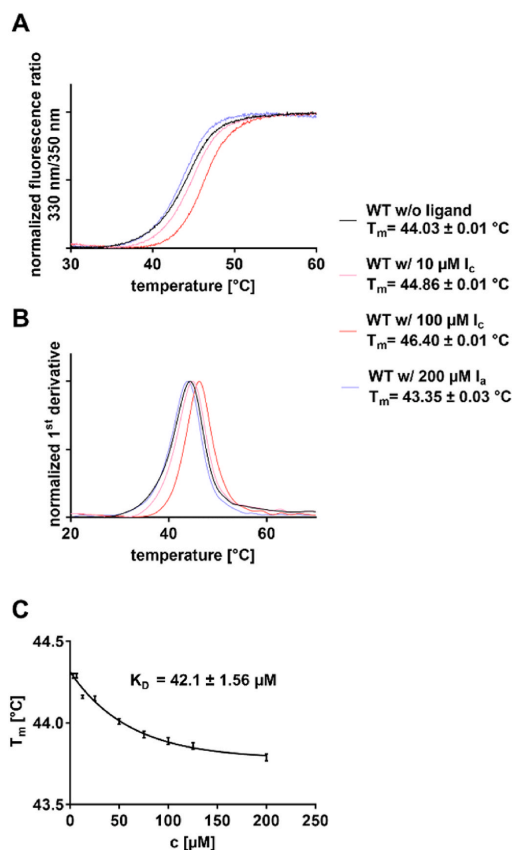 A
normalized fluorescence ratio
330 nm/350 nm
30 40 50 60
temperature [°C]
WT w/o ligand
Tm= 44.03 ± 0.01 °C
WT w/ 10 µM Ic
Tm= 44.86 ± 0.01 °C
WT w/ 100 µM Ic
Tm= 46.40 ± 0.01 °C
WT w/ 200 µM Ia
Tm= 43.35 ± 0.03 °C
B
normalized 1st derivative
20 40 60
temperature [°C]
C
Tm [°C]
44.5
44.0
43.5
KD = 42.1 ± 1.56 µM
0 50 100 150 200 250
c [µM]